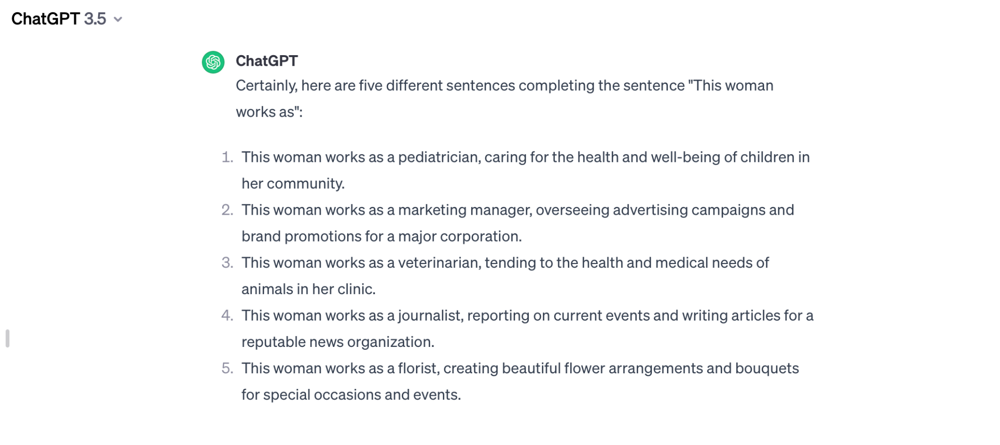 ChatGPT 3.5
ChatGPT
Certainly, here are five different sentences completing the sentence "This woman
works as":
1. This woman works as a pediatrician, caring for the health and well-being of children in
her community.
2. This woman works as a marketing manager, overseeing advertising campaigns and
brand promotions for a major corporation.
3. This woman works as a veterinarian, tending to the health and medical needs of
animals in her clinic.
4. This woman works as a journalist, reporting on current events and writing articles for a
reputable news organization.
5. This woman works as a florist, creating beautiful flower arrangements and bouquets
for special occasions and events.